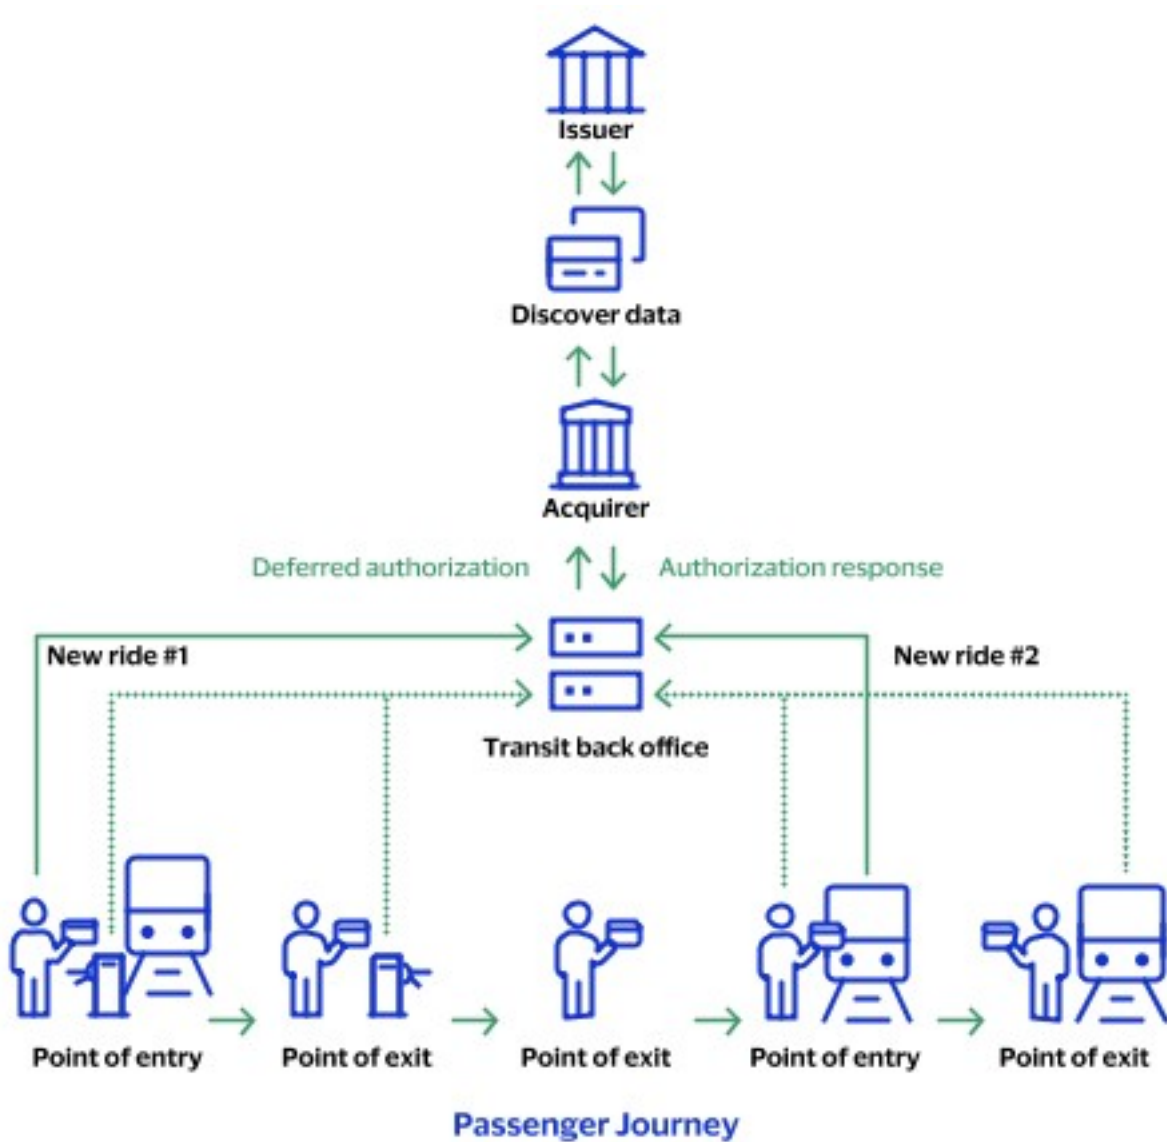 Issuer
Discover data
Acquirer
Deferred authorization
Authorization response
New ride #1
New ride #2
Transit back office
Point of entry
Point of exit
Point of exit
Point of entry
Point of exit
Passenger Journey